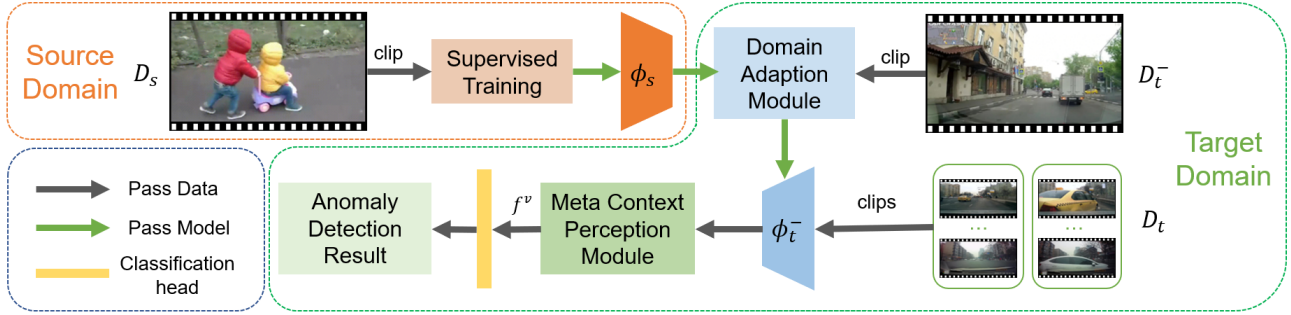 Source
Domain
D_s
clip
Supervised
Training
ϕ_s
Domain
Adaption
Module
clip
D_t^-
Target
Domain
Pass Data
Pass Model
Classification
head
Anomaly
Detection
Result
f^v
Meta Context
Perception
Module
ϕ_t^-
clips
...
...
D_t